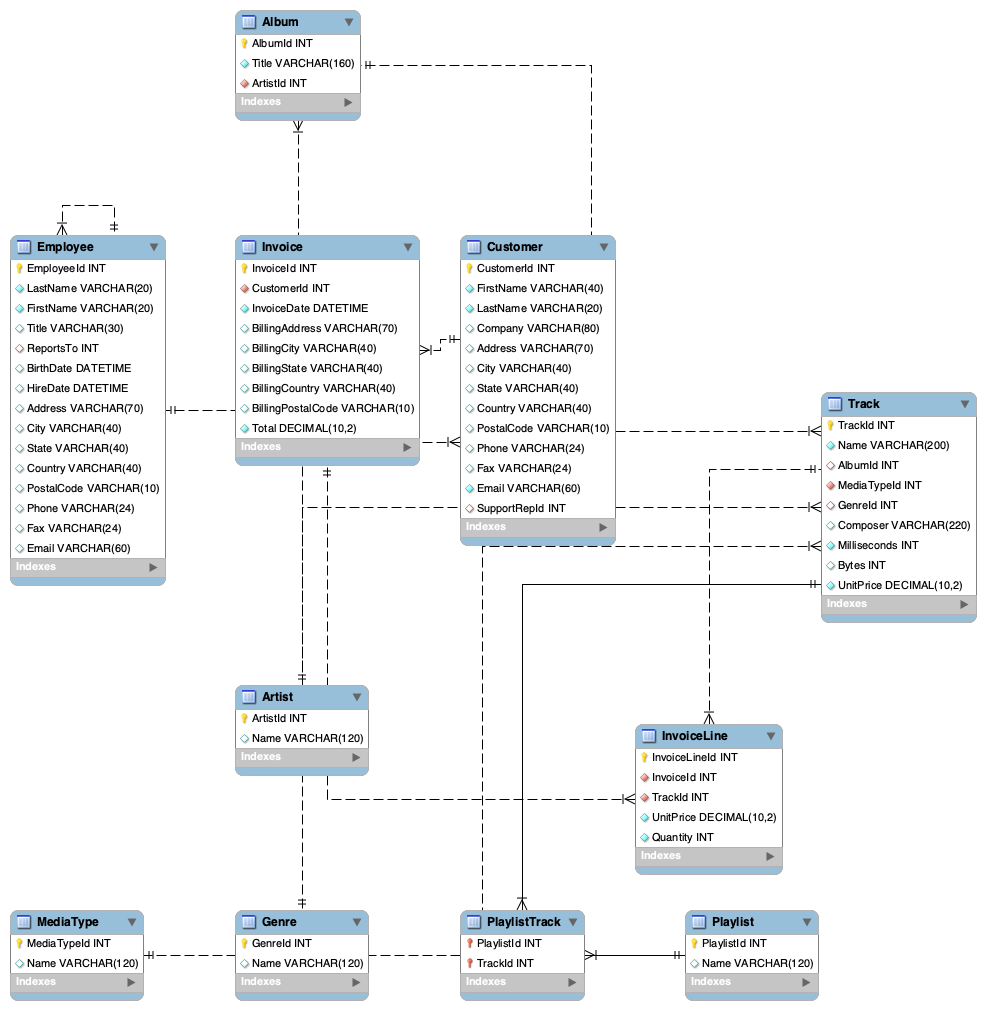 Album
AlbumId INT
Title VARCHAR(160)
ArtistId INT
Indexes
Employee
EmployeeId INT
LastName VARCHAR(20)
FirstName VARCHAR(20)
Title VARCHAR(30)
ReportsTo INT
BirthDate DATETIME
HireDate DATETIME
Address VARCHAR(70)
City VARCHAR(40)
State VARCHAR(40)
Country VARCHAR(40)
PostalCode VARCHAR(10)
Phone VARCHAR(24)
Fax VARCHAR(24)
Email VARCHAR(60)
Indexes
Invoice
InvoiceId INT
CustomerId INT
InvoiceDate DATETIME
BillingAddress VARCHAR(70)
BillingCity VARCHAR(40)
BillingState VARCHAR(40)
BillingCountry VARCHAR(40)
BillingPostalCode VARCHAR(10)
Total DECIMAL(10,2)
Indexes
Customer
CustomerId INT
FirstName VARCHAR(40)
LastName VARCHAR(20)
Company VARCHAR(80)
Address VARCHAR(70)
City VARCHAR(40)
State VARCHAR(40)
Country VARCHAR(40)
PostalCode VARCHAR(10)
Phone VARCHAR(24)
Fax VARCHAR(24)
Email VARCHAR(60)
SupportRepId INT
Indexes
Track
TrackId INT
Name VARCHAR(200)
AlbumId INT
MediaTypeId INT
GenreId INT
Composer VARCHAR(220)
Milliseconds INT
Bytes INT
UnitPrice DECIMAL(10,2)
Indexes
Artist
ArtistId INT
Name VARCHAR(120)
Indexes
InvoiceLine
InvoiceLineId INT
InvoiceId INT
TrackId INT
UnitPrice DECIMAL(10,2)
Quantity INT
Indexes
MediaType
MediaTypeId INT
Name VARCHAR(120)
Indexes
Genre
GenreId INT
Name VARCHAR(120)
Indexes
PlaylistTrack
PlaylistId INT
TrackId INT
Indexes
Playlist
PlaylistId INT
Name VARCHAR(120)
Indexes